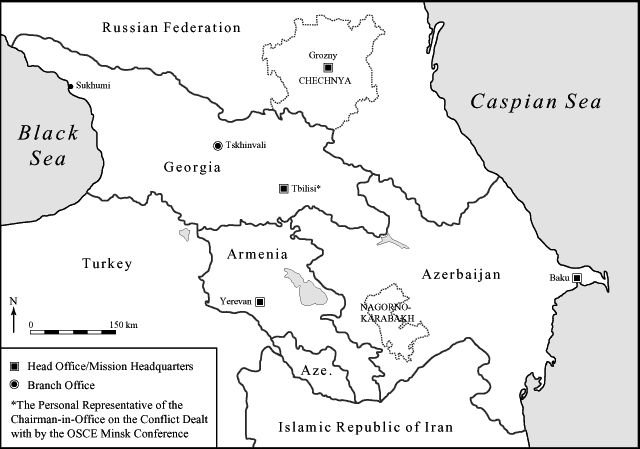 Russian Federation
Grozny
CHECHNYA
Sukhumi
Caspian Sea
Black
Sea
Tskhinvali
Georgia
Tbilisi*
Turkey
Armenia
Azerbaijan
Baku
Yerevan
NAGORNO-
KARABAKH
N
0
150 km
Aze.
Islamic Republic of Iran
Head Office/Mission Headquarters
Branch Office
*The Personal Representative of the
Chairman-in-Office on the Conflict Dealt
with by the OSCE Minsk Conference